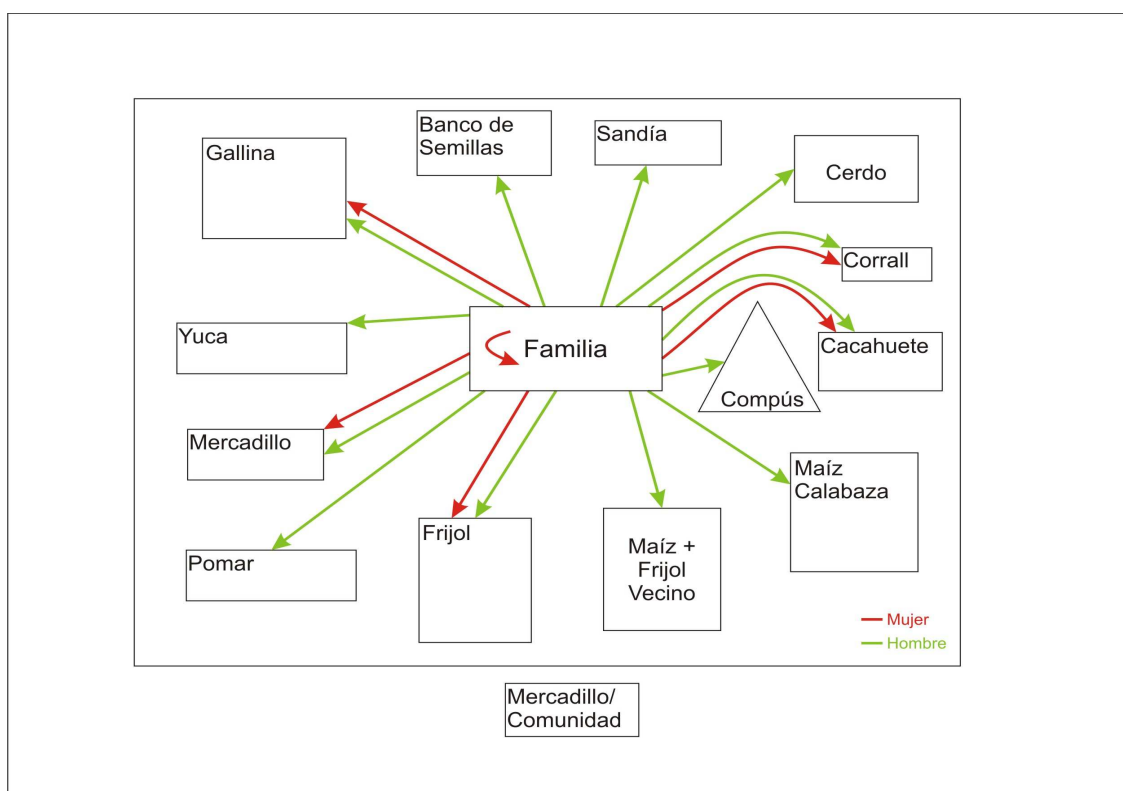 Gallina
Banco de
Semillas
Sandía
Cerdo
Corrall
Yuca
Familia
Cacahuete
Compús
Mercadillo
Maíz
Calabaza
Pomar
Frijol
Maíz +
Frijol
Vecino
Mujer
Hombre
Mercadillo/
Comunidad